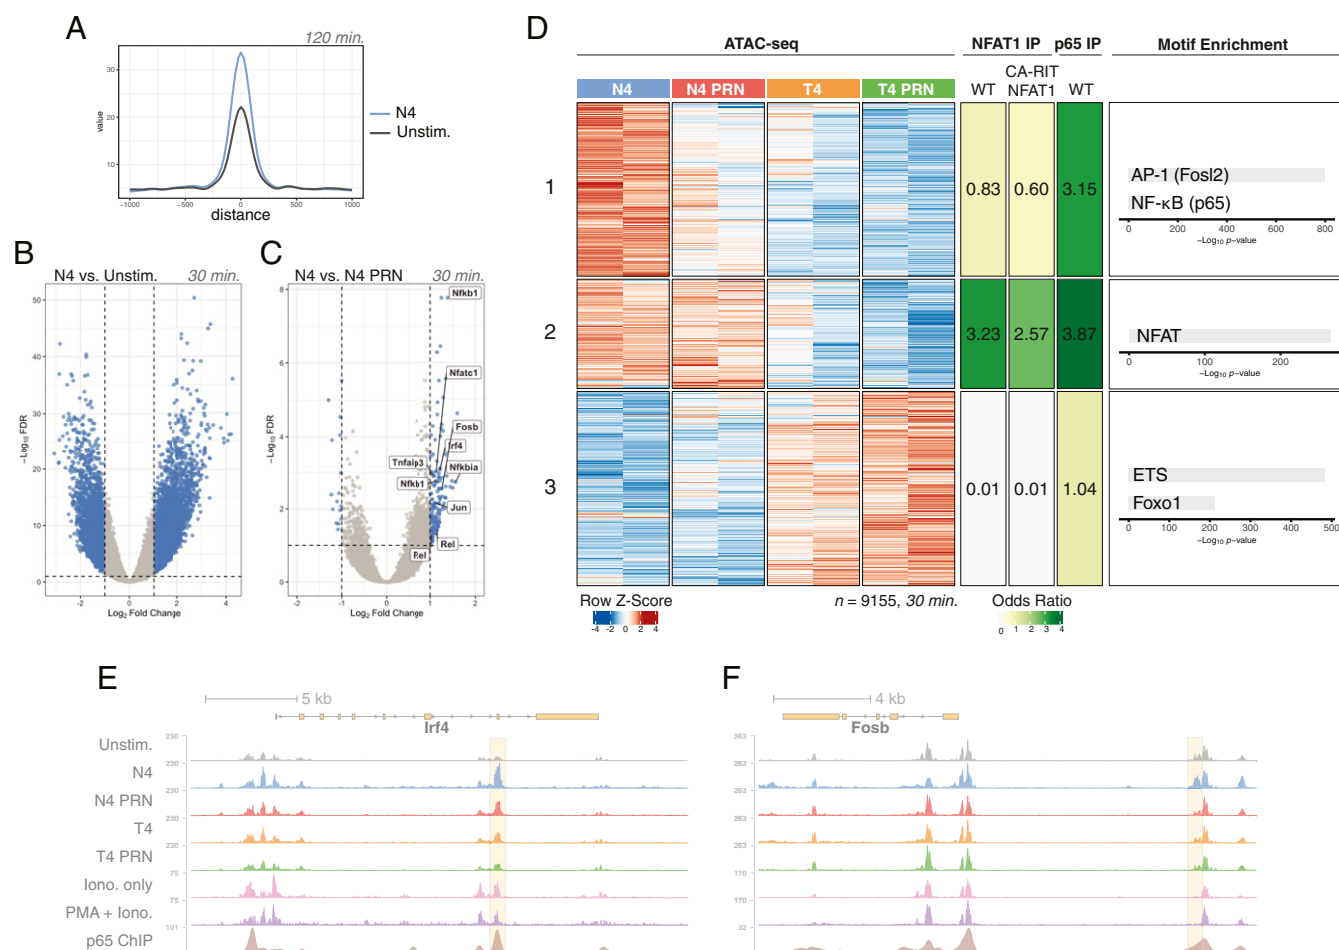 A
120 min.
30
20
10
value
-1000
-500
0
500
1000
distance
N4
Unstim.
B
N4 vs. Unstim.
30 min.
50
40
30
20
10
0
−Log10 FDR
-2
0
2
4
Log2 Fold Change
C
N4 vs. N4 PRN
30 min.
8
6
4
2
0
−Log10 FDR
Nfkb1
Nfatc1
Fosb
Irf4
Tnfaip3
Nfkbia
Nfkb1
Jun
Rel
Rel
-2
-1
0
1
2
Log2 Fold Change
D
ATAC-seq
NFAT1 IP
p65 IP
Motif Enrichment
N4
N4 PRN
T4
T4 PRN
WT
CA-RIT
NFAT1
WT
1
0.83
0.60
3.15
AP-1 (Fosl2)
NF-κB (p65)
0
200
400
600
800
−Log10 p-value
2
3.23
2.57
3.87
NFAT
0
100
200
−Log10 p-value
3
0.01
0.01
1.04
ETS
Foxo1
0
100
200
300
400
500
−Log10 p-value
Row Z-Score
-4
-2
0
2
4
n = 9155, 30 min.
Odds Ratio
0
1
2
3
4
E
5 kb
Irf4
Unstim.
230
N4
230
N4 PRN
230
T4
230
T4 PRN
230
Iono. only
75
PMA + Iono.
75
p65 ChIP
101
F
4 kb
Fosb
263
263
263
263
263
170
170
32